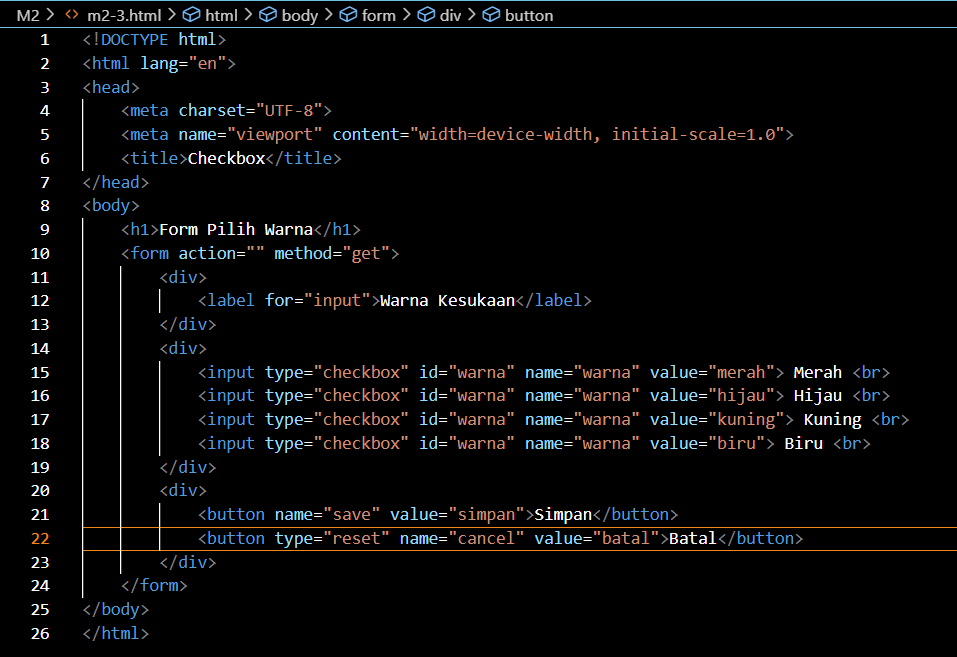 M2 > <> m2-3.html > html > body > form > div > button
1 <!DOCTYPE html>
2 <html lang="en">
3 <head>
4     <meta charset="UTF-8">
5     <meta name="viewport" content="width=device-width, initial-scale=1.0">
6     <title>Checkbox</title>
7 </head>
8 <body>
9     <h1>Form Pilih Warna</h1>
10     <form action="" method="get">
11         <div>
12             <label for="input">Warna Kesukaan</label>
13         </div>
14         <div>
15             <input type="checkbox" id="warna" name="warna" value="merah"> Merah <br>
16             <input type="checkbox" id="warna" name="warna" value="hijau"> Hijau <br>
17             <input type="checkbox" id="warna" name="warna" value="kuning"> Kuning <br>
18             <input type="checkbox" id="warna" name="warna" value="biru"> Biru <br>
19         </div>
20         <div>
21             <button name="save" value="simpan">Simpan</button>
22             <button type="reset" name="cancel" value="batal">Batal</button>
23         </div>
24     </form>
25 </body>
26 </html>